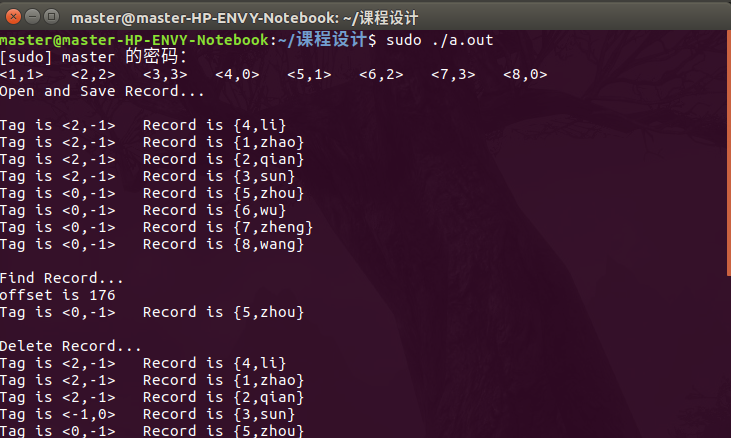 master@master-HP-ENVY-Notebook: ~/课程设计
master@master-HP-ENVY-Notebook:~/课程设计$ sudo ./a.out
[sudo] master 的密码：
<1,1>   <2,2>   <3,3>   <4,0>   <5,1>   <6,2>   <7,3>   <8,0>
Open and Save Record...
Tag is <2,-1>   Record is {4,li}
Tag is <2,-1>   Record is {1,zhao}
Tag is <2,-1>   Record is {2,qian}
Tag is <2,-1>   Record is {3,sun}
Tag is <0,-1>   Record is {5,zhou}
Tag is <0,-1>   Record is {6,wu}
Tag is <0,-1>   Record is {7,zheng}
Tag is <0,-1>   Record is {8,wang}
Find Record...
offset is 176
Tag is <0,-1>   Record is {5,zhou}
Delete Record...
Tag is <2,-1>   Record is {4,li}
Tag is <2,-1>   Record is {1,zhao}
Tag is <2,-1>   Record is {2,qian}
Tag is <-1,0>   Record is {3,sun}
Tag is <0,-1>   Record is {5,zhou}